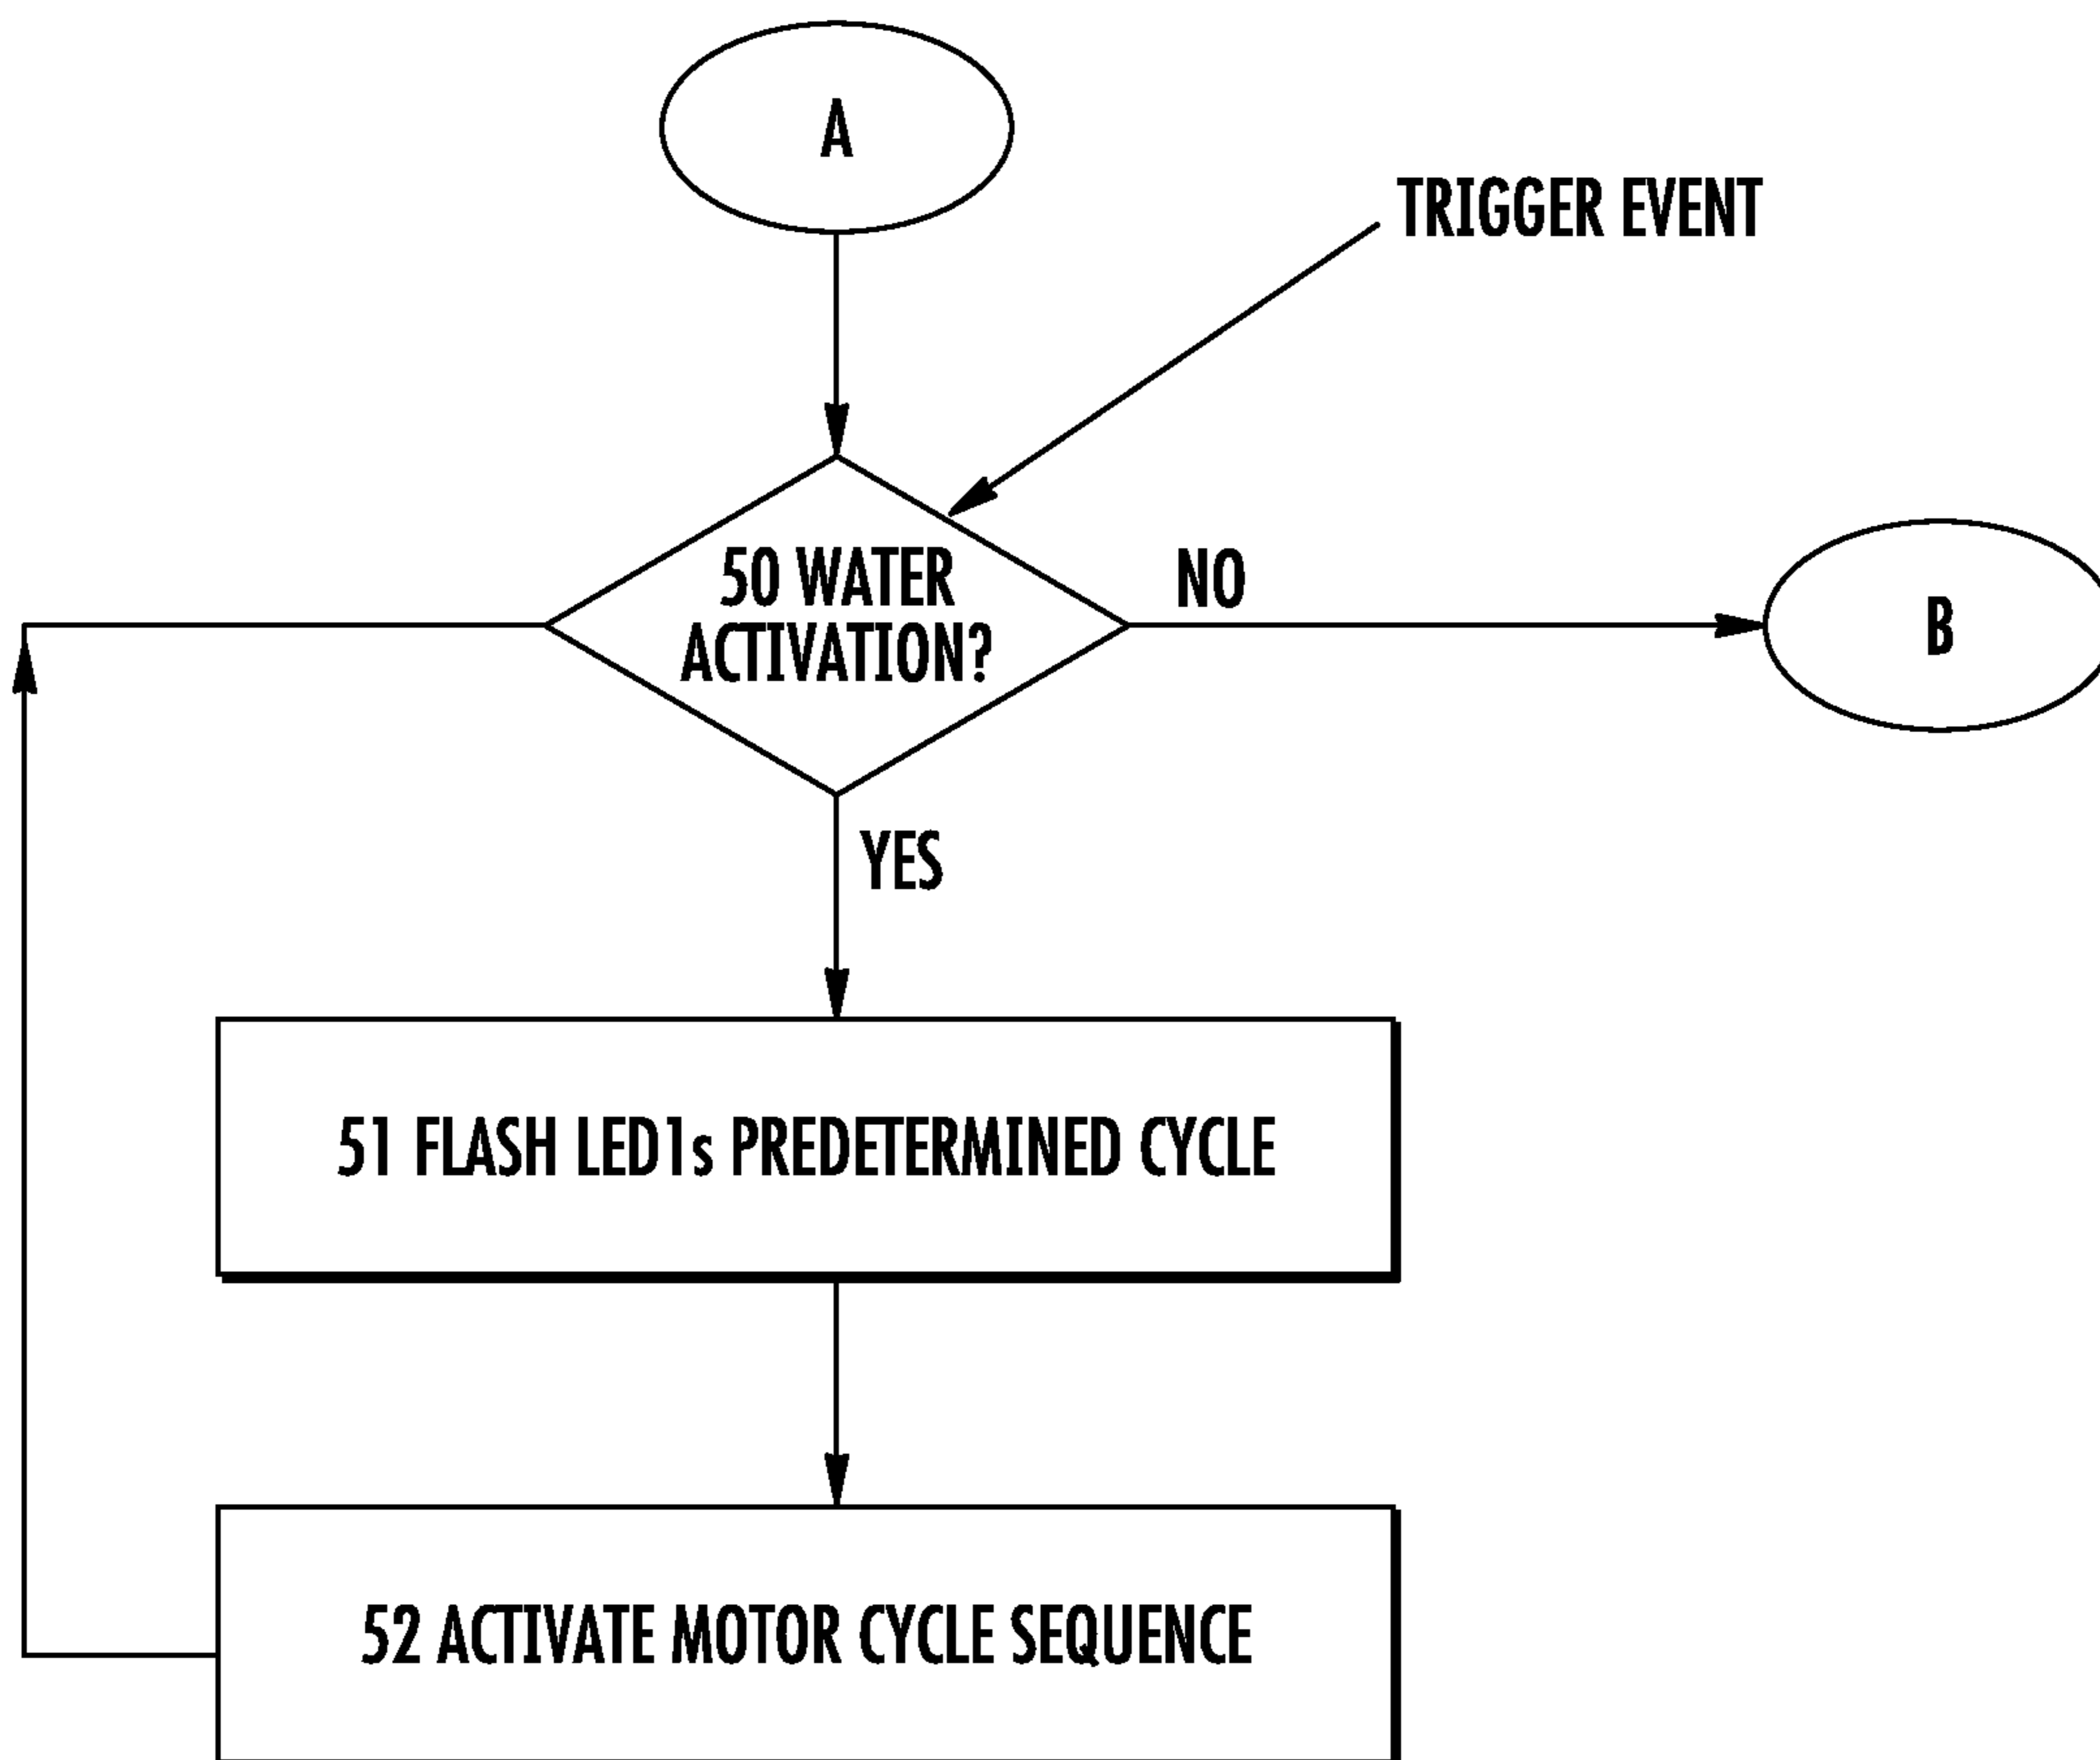 A
TRIGGER EVENT
50 WATER
ACTIVATION?
NO
B
YES
51 FLASH LED1s PREDETERMINED CYCLE
52 ACTIVATE MOTOR CYCLE SEQUENCE